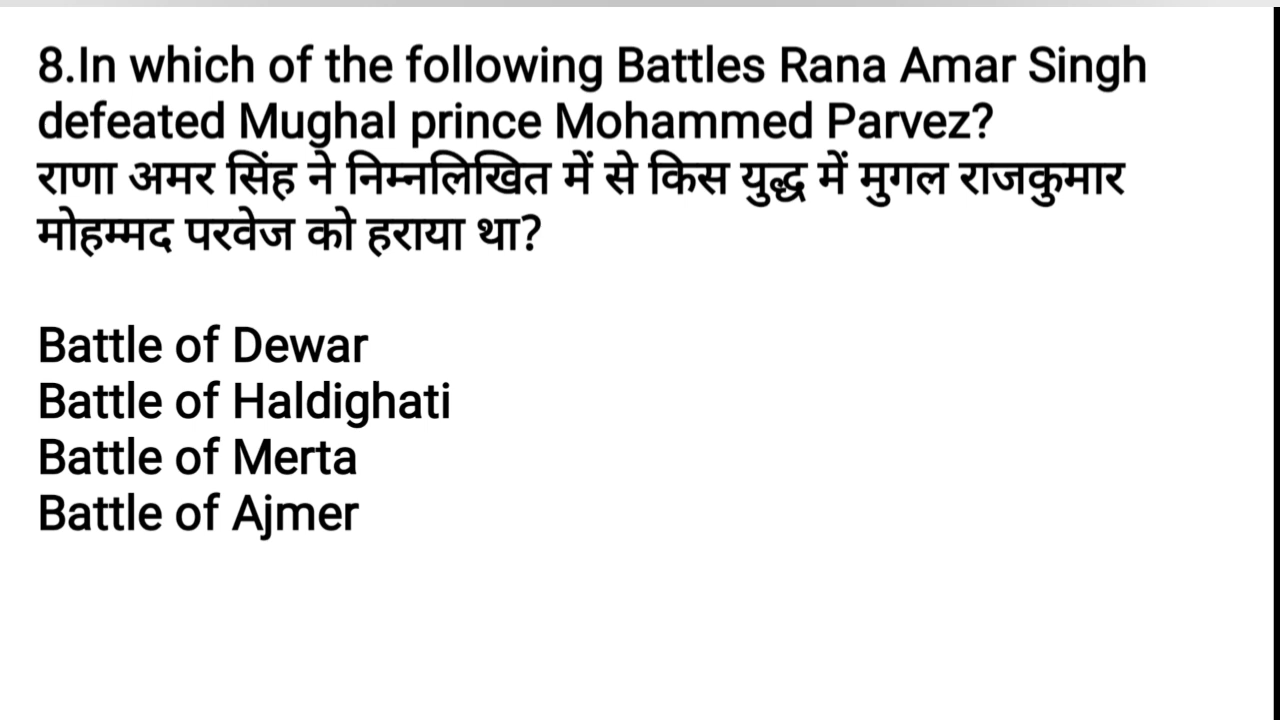 8.In which of the following Battles Rana Amar Singh
defeated Mughal prince Mohammed Parvez?
राणा अमर सिंह ने निम्नलिखित में से किस युद्ध में मुगल राजकुमार
मोहम्मद परवेज को हराया था?
Battle of Dewar
Battle of Haldighati
Battle of Merta
Battle of Ajmer